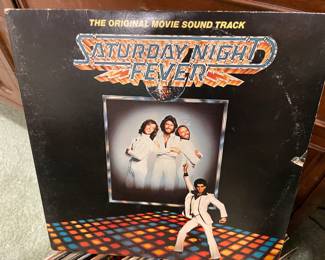 THE ORIGINAL MOVIE SOUND TRACK
SATURDAY NIGHT
FEVER